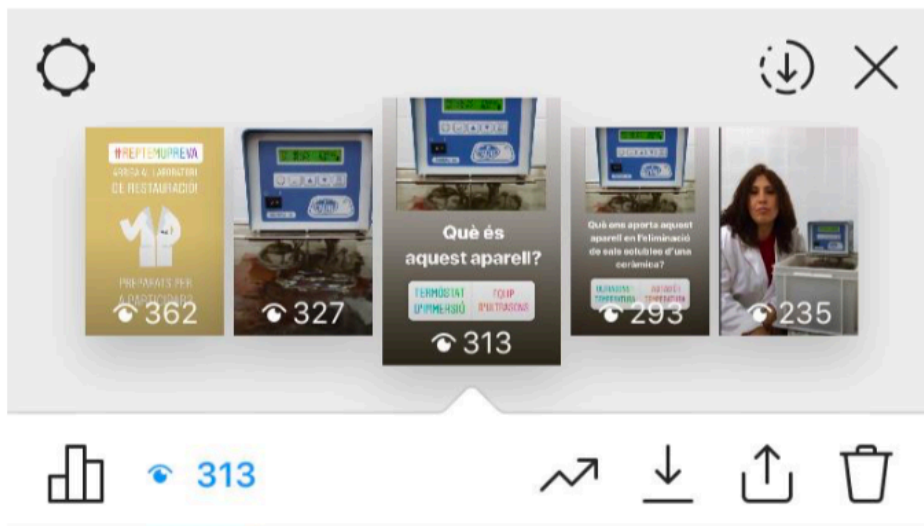 #REPTEMUPREVA
ARRIBA AL LABORATORI
DE RESTAURACIÓ!
PREPARATS PER
A PARTICIPAR?
362
327
Què és
aquest aparell?
TERMÒSTAT
D'IMMERSIÓ
EQUIP
D'ULTRASONS
313
Què ens aporta aquest
aparell en l'eliminació
de sals solubles d'una
ceràmica?
293
235
313